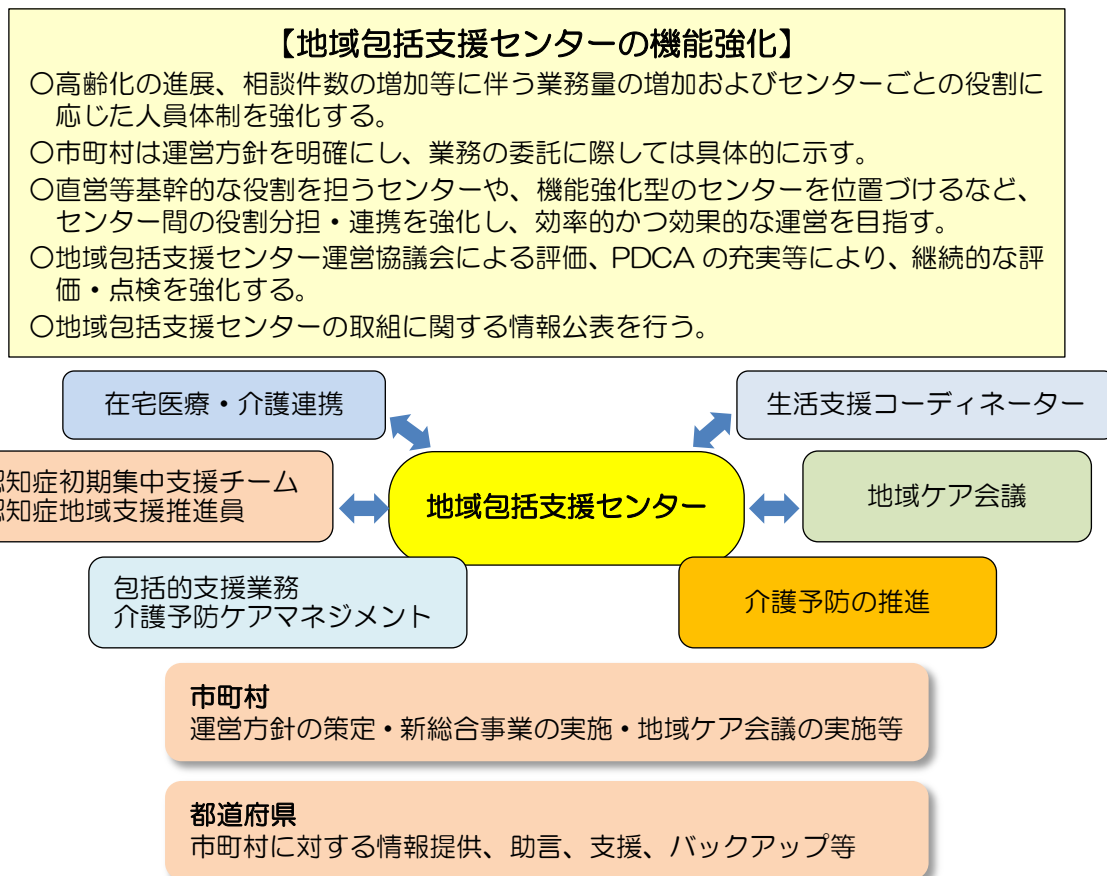 【地域包括支援センターの機能強化】
〇高齢化の進展、相談件数の増加等に伴う業務量の増加およびセンターごとの役割に
応じた人員体制を強化する。
〇市町村は運営方針を明確にし、業務の委託に際しては具体的に示す。
〇直営等基幹的な役割を担うセンターや、機能強化型のセンターを位置づけるなど、
センター間の役割分担・連携を強化し、効率的かつ効果的な運営を目指す。
〇地域包括支援センター運営協議会による評価、PDCA の充実等により、継続的な評
価・点検を強化する。
〇地域包括支援センターの取組に関する情報公表を行う。
在宅医療・介護連携
生活支援コーディネーター
認知症初期集中支援チーム
認知症地域支援推進員
地域包括支援センター
地域ケア会議
包括的支援業務
介護予防ケアマネジメント
介護予防の推進
市町村
運営方針の策定・新総合事業の実施・地域ケア会議の実施等
都道府県
市町村に対する情報提供、助言、支援、バックアップ等